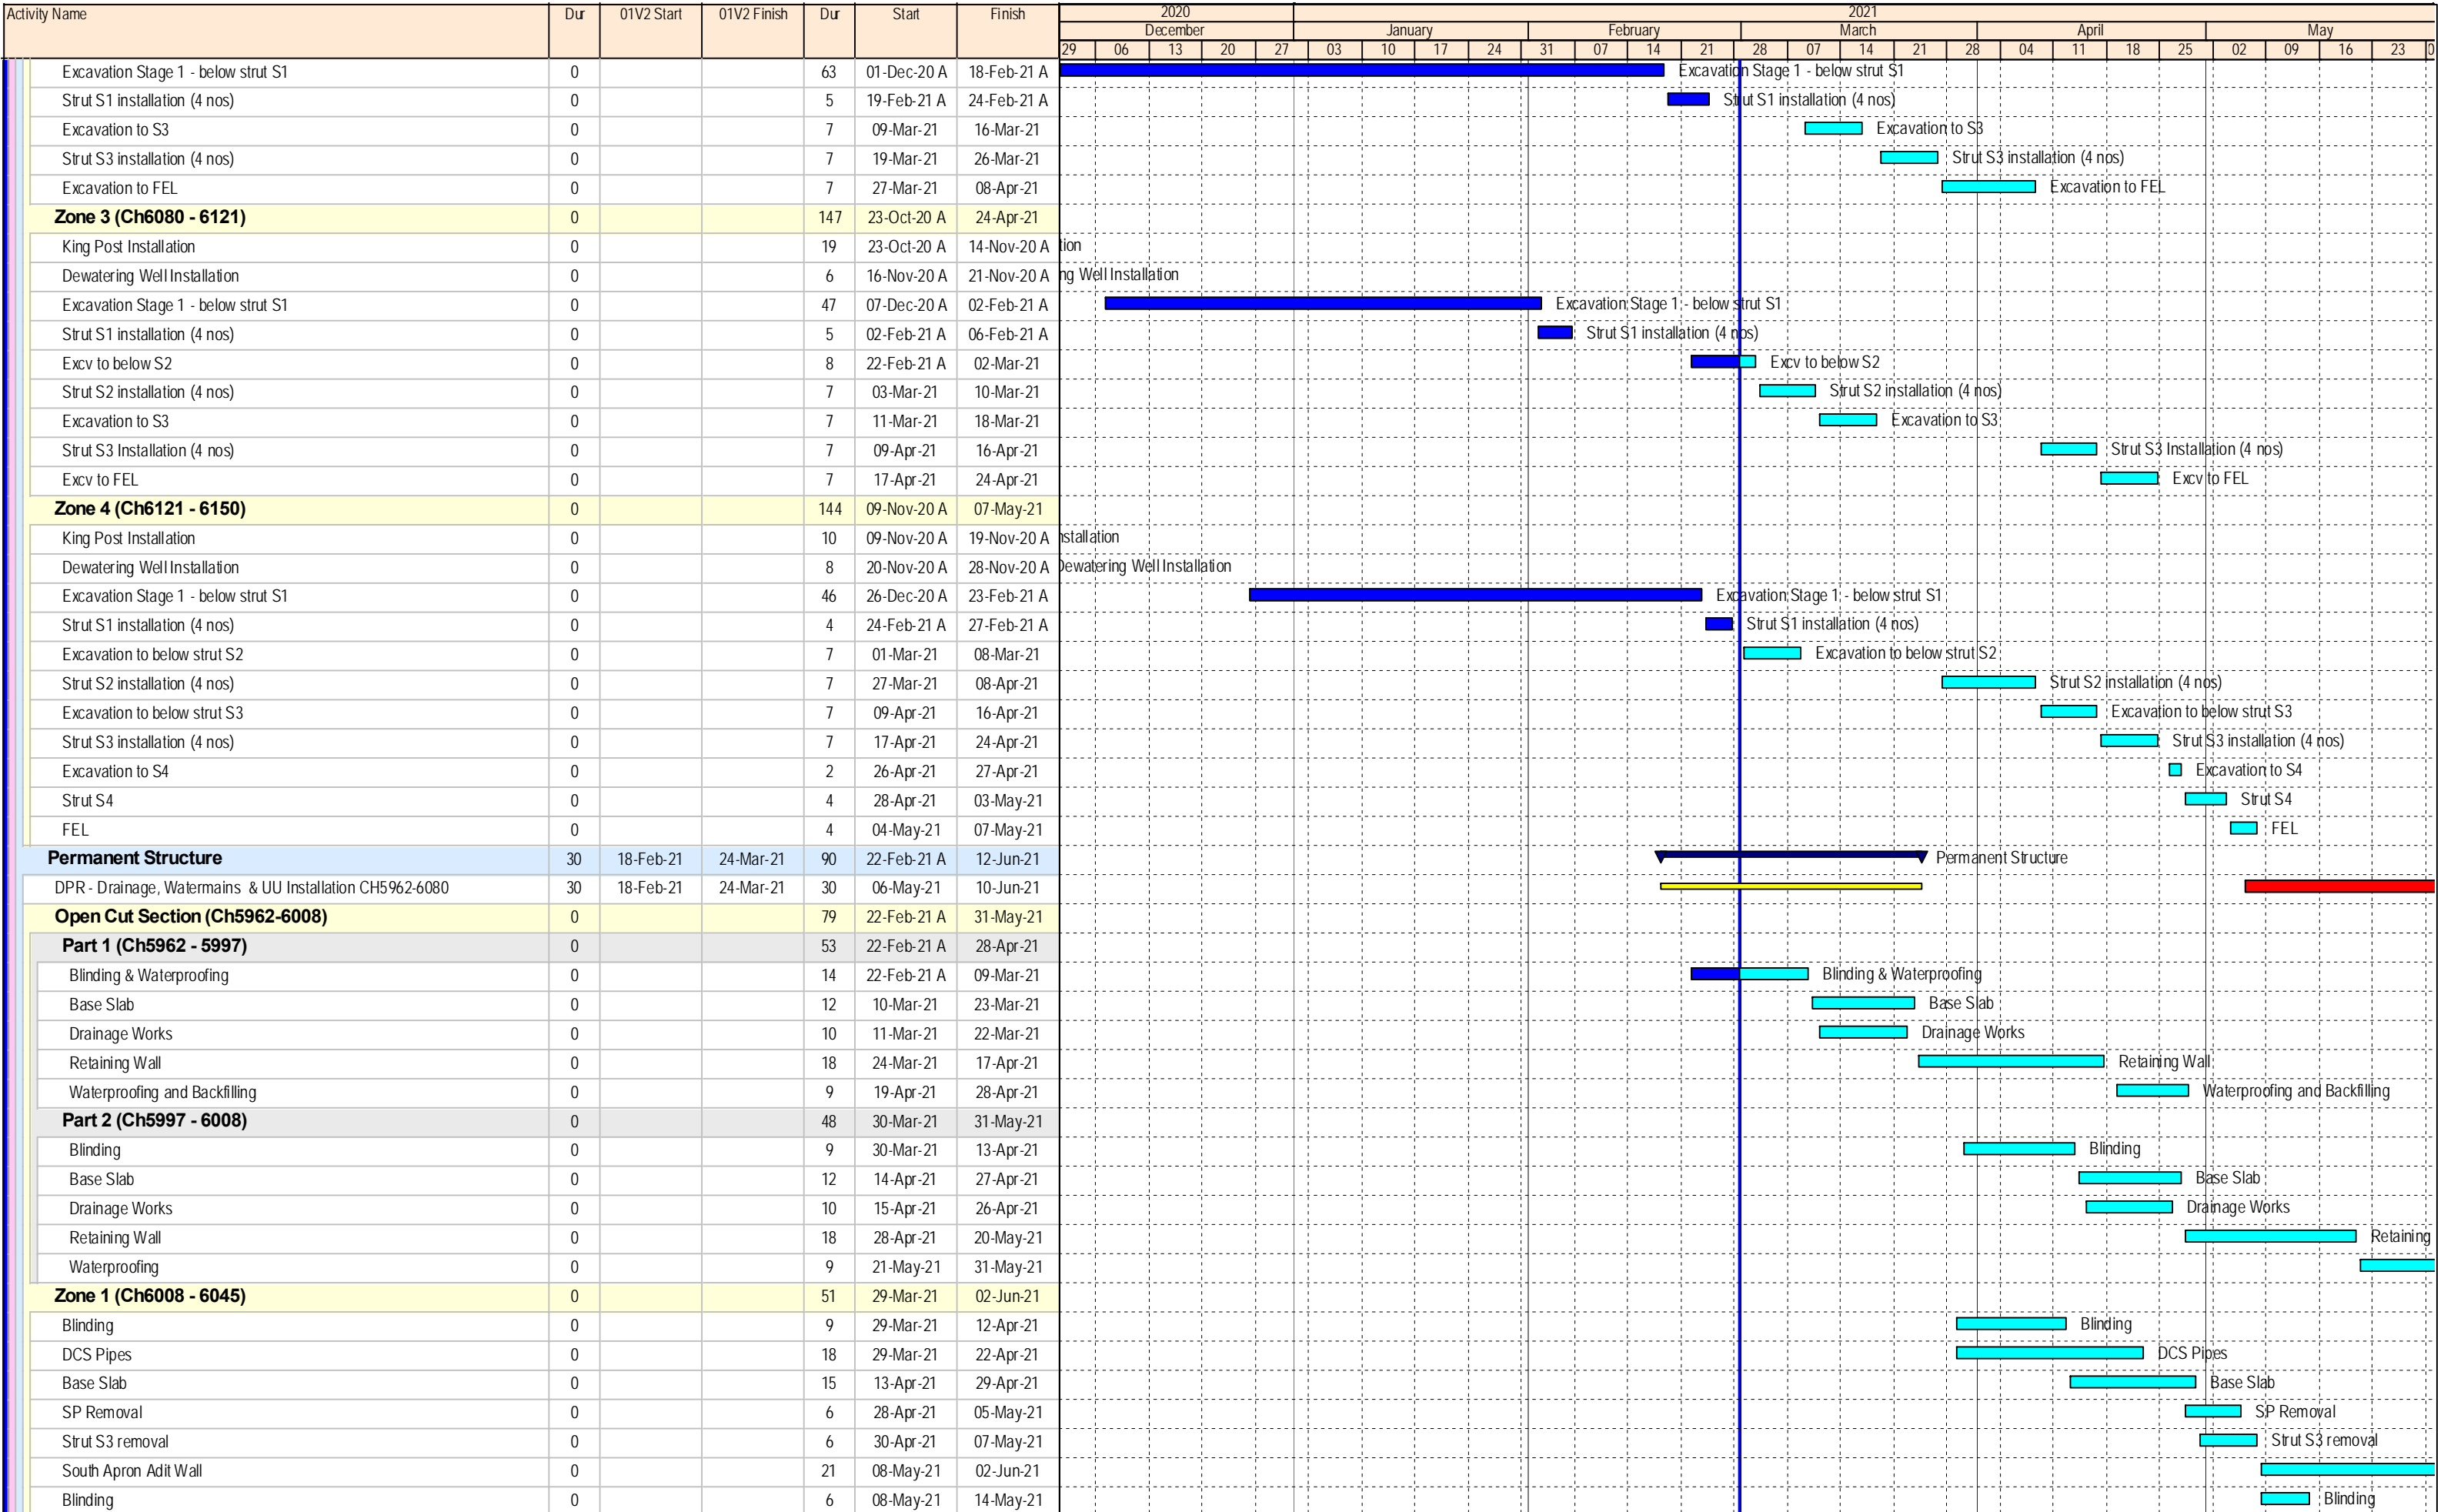 Activity Name Dur 01V2 Start 01V2 Finish Dur Start Finish 2020 2021
December January February March April May
29 06 13 20 27 03 10 17 24 31 07 14 21 28 07 14 21 28 04 11 18 25 02 09 16 23
Excavation Stage 1 - below strut S1 0 63 01-Dec-20 A 18-Feb-21 A Excavation Stage 1 - below strut S1
Strut S1 installation (4 nos) 0 5 19-Feb-21 A 24-Feb-21 A Strut S1 installation (4 nos)
Excavation to S3 0 7 09-Mar-21 16-Mar-21 Excavation to S3
Strut S3 installation (4 nos) 0 7 19-Mar-21 26-Mar-21 Strut S3 installation (4 nos)
Excavation to FEL 0 7 27-Mar-21 08-Apr-21 Excavation to FEL
Zone 3 (Ch6080 - 6121) 0 147 23-Oct-20 A 24-Apr-21
King Post Installation 0 19 23-Oct-20 A 14-Nov-20 A tion
Dewatering Well Installation 0 6 16-Nov-20 A 21-Nov-20 A ng Well Installation
Excavation Stage 1 - below strut S1 0 47 07-Dec-20 A 02-Feb-21 A Excavation Stage 1 - below strut S1
Strut S1 installation (4 nos) 0 5 02-Feb-21 A 06-Feb-21 A Strut S1 installation (4 nos)
Excv to below S2 0 8 22-Feb-21 A 02-Mar-21 Excv to below S2
Strut S2 installation (4 nos) 0 7 03-Mar-21 10-Mar-21 Strut S2 installation (4 nos)
Excavation to S3 0 7 11-Mar-21 18-Mar-21 Excavation to S3
Strut S3 Installation (4 nos) 0 7 09-Apr-21 16-Apr-21 Strut S3 Installation (4 nos)
Excv to FEL 0 7 17-Apr-21 24-Apr-21 Excv to FEL
Zone 4 (Ch6121 - 6150) 0 144 09-Nov-20 A 07-May-21
King Post Installation 0 10 09-Nov-20 A 19-Nov-20 A nstallation
Dewatering Well Installation 0 8 20-Nov-20 A 28-Nov-20 A Dewatering Well Installation
Excavation Stage 1 - below strut S1 0 46 26-Dec-20 A 23-Feb-21 A Excavation Stage 1 - below strut S1
Strut S1 installation (4 nos) 0 4 24-Feb-21 A 27-Feb-21 A Strut S1 installation (4 nos)
Excavation to below strut S2 0 7 01-Mar-21 08-Mar-21 Excavation to below strut S2
Strut S2 installation (4 nos) 0 7 27-Mar-21 08-Apr-21 Strut S2 installation (4 nos)
Excavation to below strut S3 0 7 09-Apr-21 16-Apr-21 Excavation to below strut S3
Strut S3 installation (4 nos) 0 7 17-Apr-21 24-Apr-21 Strut S3 installation (4 nos)
Excavation to S4 0 2 26-Apr-21 27-Apr-21 Excavation to S4
Strut S4 0 4 28-Apr-21 03-May-21 Strut S4
FEL 0 4 04-May-21 07-May-21 FEL
Permanent Structure 30 18-Feb-21 24-Mar-21 90 22-Feb-21 A 12-Jun-21 Permanent Structure
DPR - Drainage, Watermains & UU Installation CH5962-6080 30 18-Feb-21 24-Mar-21 30 06-May-21 10-Jun-21
Open Cut Section (Ch5962-6008) 0 79 22-Feb-21 A 31-May-21
Part 1 (Ch5962 - 5997) 0 53 22-Feb-21 A 28-Apr-21
Blinding & Waterproofing 0 14 22-Feb-21 A 09-Mar-21 Blinding & Waterproofing
Base Slab 0 12 10-Mar-21 23-Mar-21 Base Slab
Drainage Works 0 10 11-Mar-21 22-Mar-21 Drainage Works
Retaining Wall 0 18 24-Mar-21 17-Apr-21 Retaining Wall
Waterproofing and Backfilling 0 9 19-Apr-21 28-Apr-21 Waterproofing and Backfilling
Part 2 (Ch5997 - 6008) 0 48 30-Mar-21 31-May-21
Blinding 0 9 30-Mar-21 13-Apr-21 Blinding
Base Slab 0 12 14-Apr-21 27-Apr-21 Base Slab
Drainage Works 0 10 15-Apr-21 26-Apr-21 Drainage Works
Retaining Wall 0 18 28-Apr-21 20-May-21 Retaining
Waterproofing 0 9 21-May-21 31-May-21
Zone 1 (Ch6008 - 6045) 0 51 29-Mar-21 02-Jun-21
Blinding 0 9 29-Mar-21 12-Apr-21 Blinding
DCS Pipes 0 18 29-Mar-21 22-Apr-21 DCS Pipes
Base Slab 0 15 13-Apr-21 29-Apr-21 Base Slab
SP Removal 0 6 28-Apr-21 05-May-21 SP Removal
Strut S3 removal 0 6 30-Apr-21 07-May-21 Strut S3 removal
South Apron Adit Wall 0 21 08-May-21 02-Jun-21
Blinding 0 6 08-May-21 14-May-21 Blinding